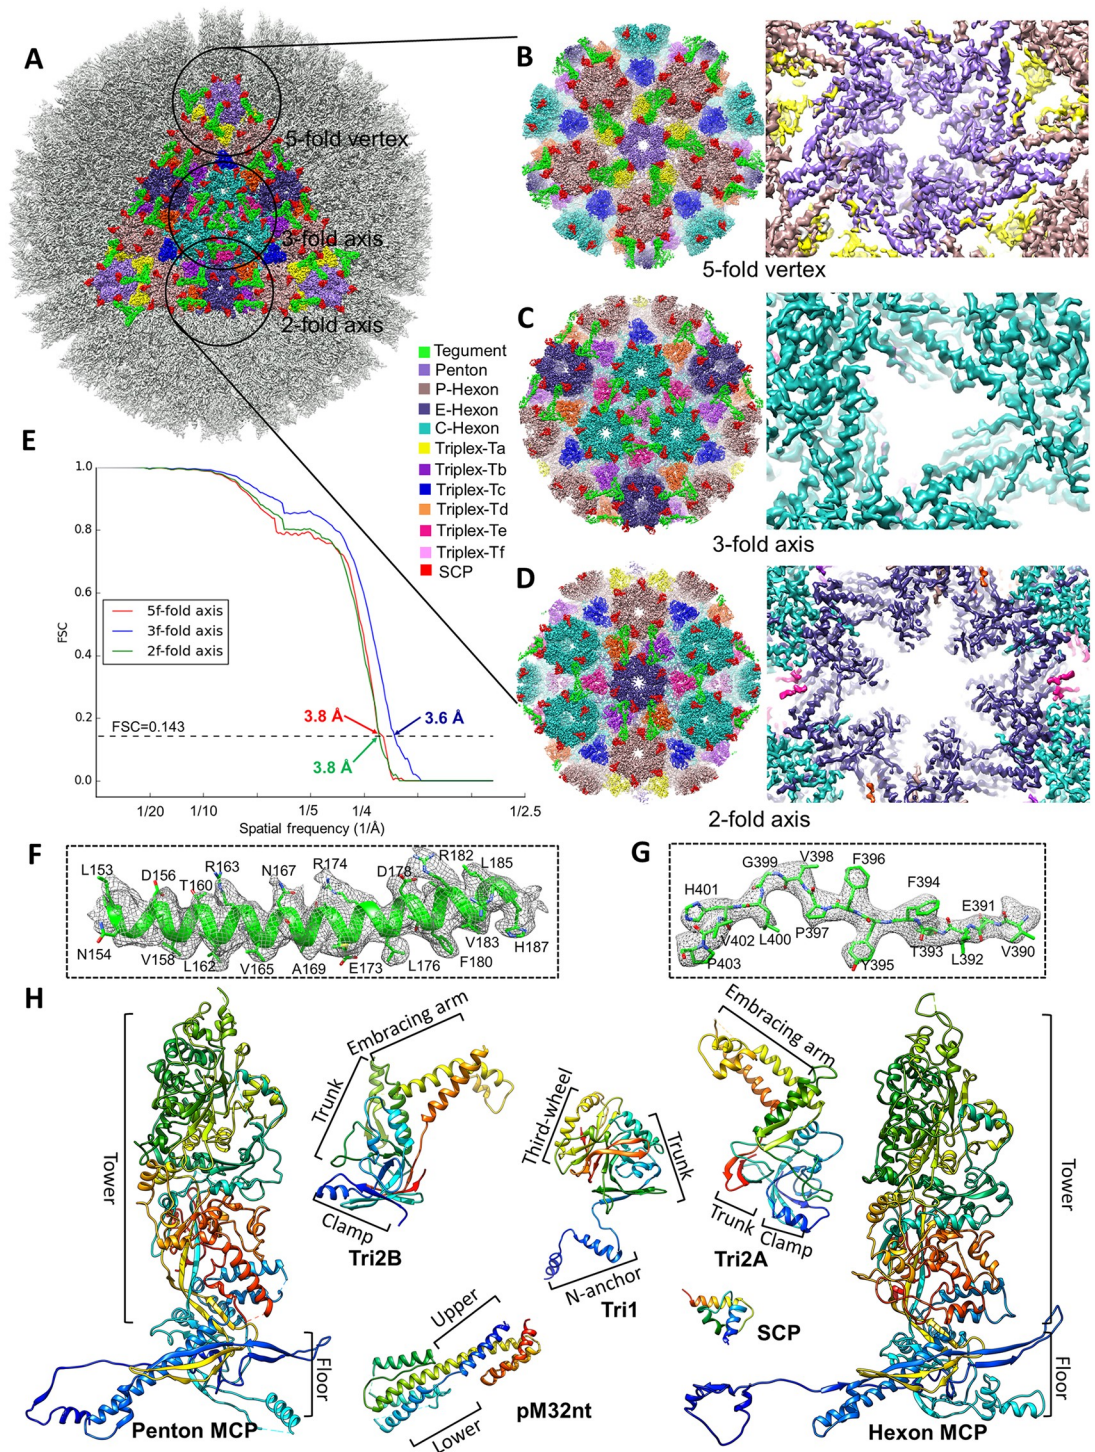 A
5-fold vertex
3-fold axis
2-fold axis
B
5-fold vertex
C
3-fold axis
D
2-fold axis
Tegument
Penton
P-Hexon
E-Hexon
C-Hexon
Triplex-Ta
Triplex-Tb
Triplex-Tc
Triplex-Td
Triplex-Te
Triplex-Tf
SCP
E
1.0
0.8
0.6
0.4
0.2
0.0
FSC
5f-fold axis
3f-fold axis
2f-fold axis
FSC=0.143
3.8 Å
3.6 Å
3.8 Å
1/20
1/10
1/5
1/4
1/2.5
Spatial frequency (1/Å)
F
L153
D156
T160
R163
N167
R174
D178
R182
L185
N154
V158
L162
V165
A169
E173
L176
F180
V183
H187
G
H401
G399
V398
F396
F394
E391
P403
V402
L400
P397
Y395
T393
L392
V390
H
Tower
Floor
Penton MCP
Trunk
Embracing arm
Clamp
Tri2B
Upper
Lower
pM32nt
Third-wheel
Trunk
N-anchor
Tri1
Embracing arm
Trunk
Clamp
Tri2A
SCP
Tower
Floor
Hexon MCP